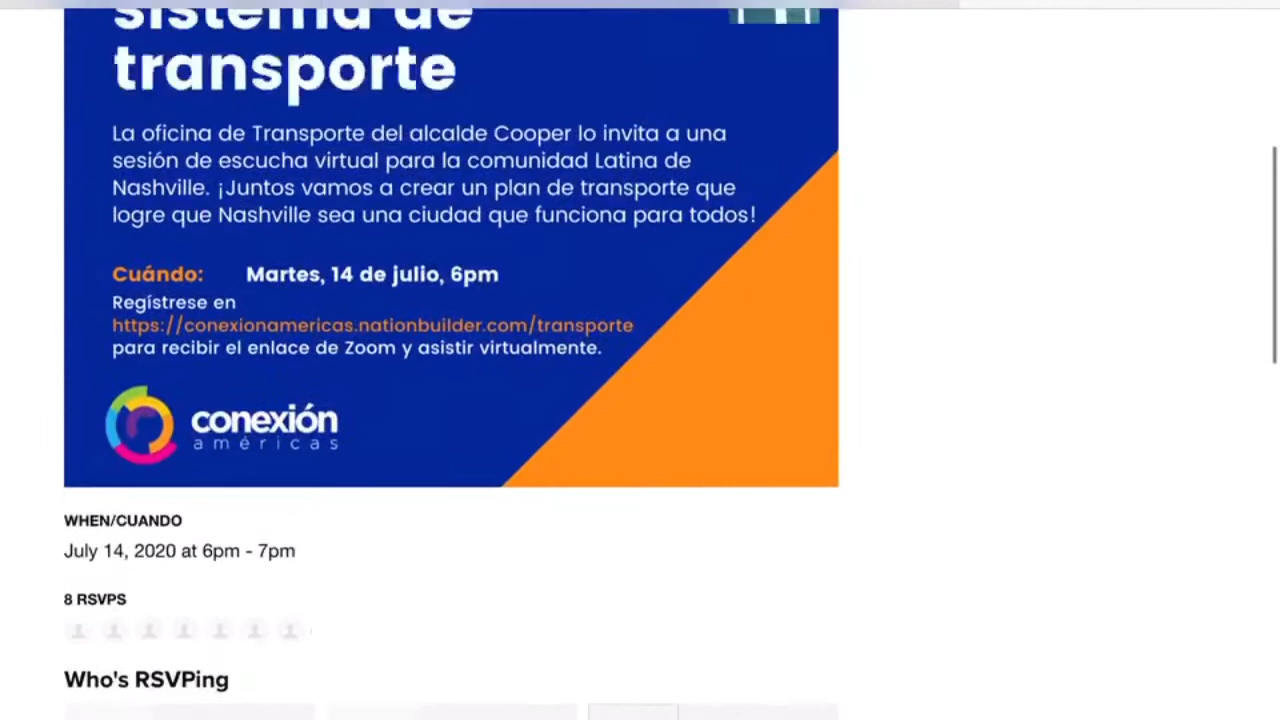 sistema de
transporte
La oficina de Transporte del alcalde Cooper lo invita a una
sesión de escucha virtual para la comunidad Latina de
Nashville. ¡Juntos vamos a crear un plan de transporte que
logre que Nashville sea una ciudad que funciona para todos!
Cuándo: Martes, 14 de julio, 6pm
Regístrese en
https://conexionamericas.nationbuilder.com/transporte
para recibir el enlace de Zoom y asistir virtualmente.
conexión
américas
WHEN/CUANDO
July 14, 2020 at 6pm - 7pm
8 RSVPS
Who's RSVPing